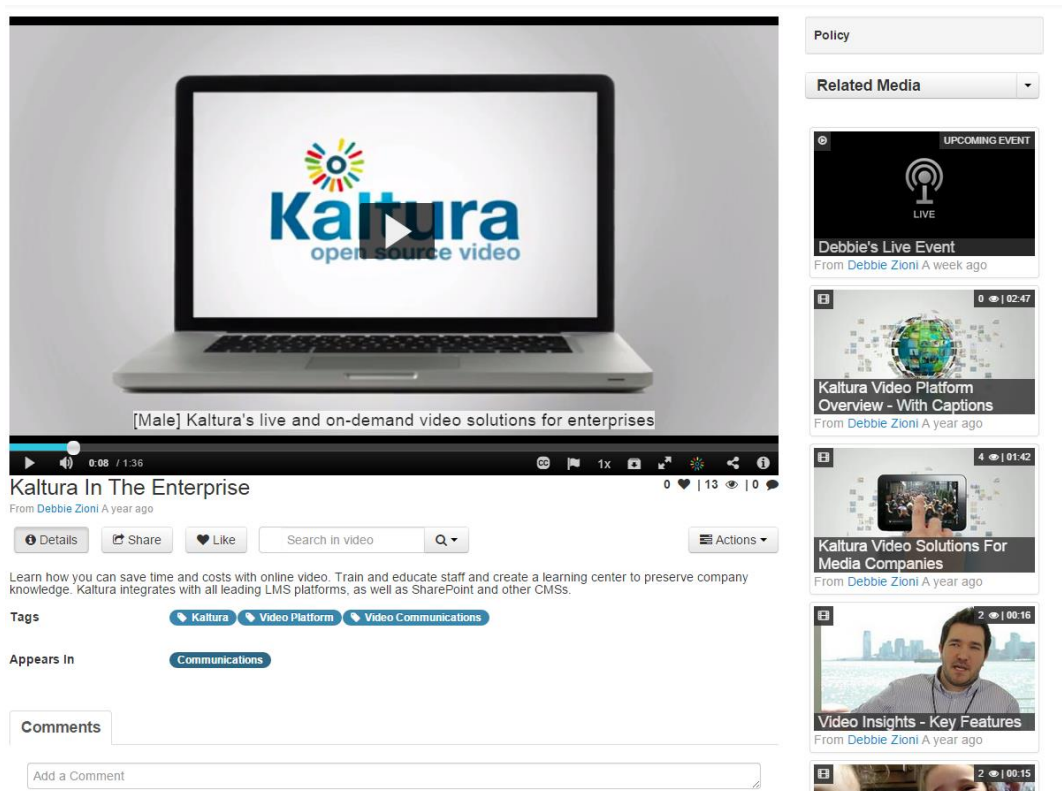 Kaltura
open source video
[Male] Kaltura's live and on-demand video solutions for enterprises
0:08 / 1:36
CC
1x
Kaltura In The Enterprise
0 | 13 | 0
From Debbie Zioni A year ago
Details
Share
Like
Search in video
Actions
Learn how you can save time and costs with online video. Train and educate staff and create a learning center to preserve company
knowledge. Kaltura integrates with all leading LMS platforms, as well as SharePoint and other CMSs.
Tags
Kaltura
Video Platform
Video Communications
Appears In
Communications
Comments
Add a Comment
Policy
Related Media
UPCOMING EVENT
LIVE
Debbie's Live Event
From Debbie Zioni A week ago
0 | 02:47
Kaltura Video Platform
Overview - With Captions
From Debbie Zioni A year ago
4 | 01:42
Kaltura Video Solutions For
Media Companies
From Debbie Zioni A year ago
2 | 00:16
Video Insights - Key Features
From Debbie Zioni A year ago
2 | 00:15